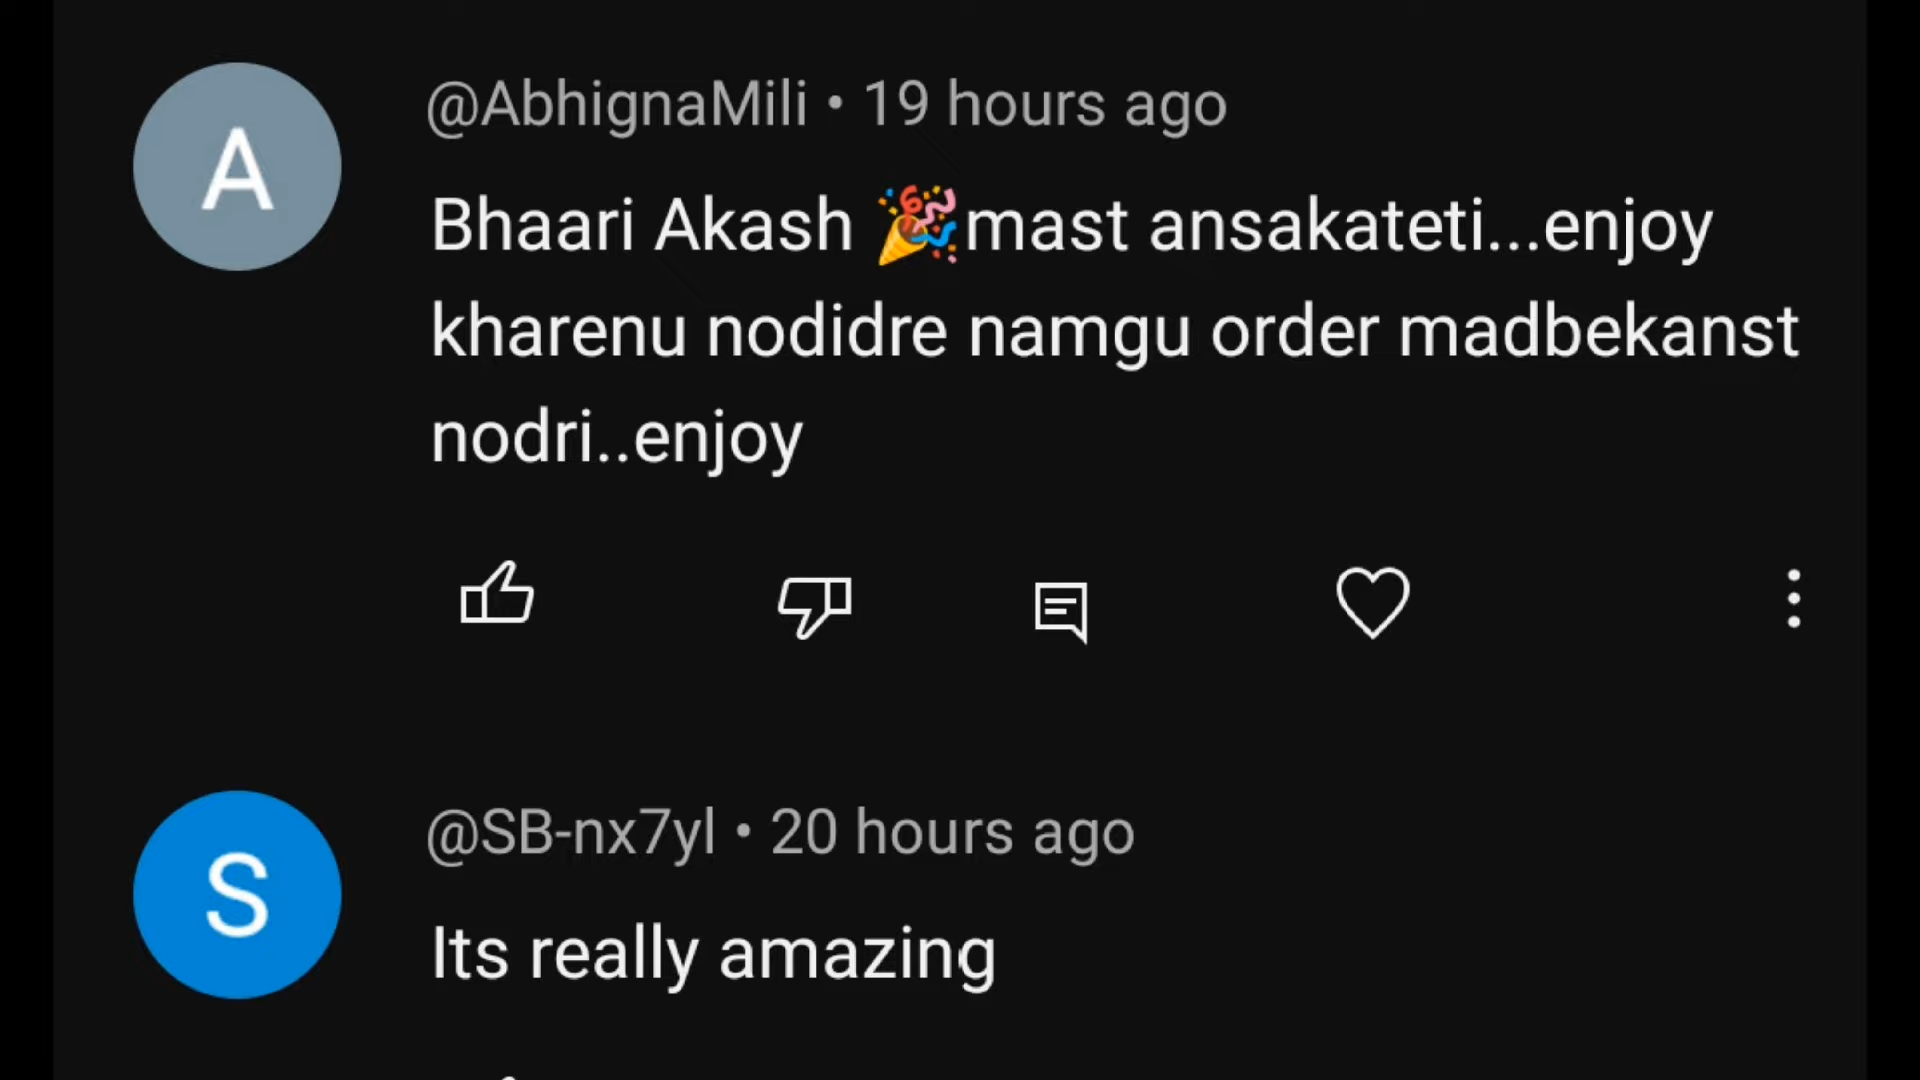 A
@AbhignaMili • 19 hours ago
Bhaari Akash 🎉mast ansakateti...enjoy
kharenu nodidre namgu order madbekanst
nodri..enjoy
S
@SB-nx7yl • 20 hours ago
Its really amazing